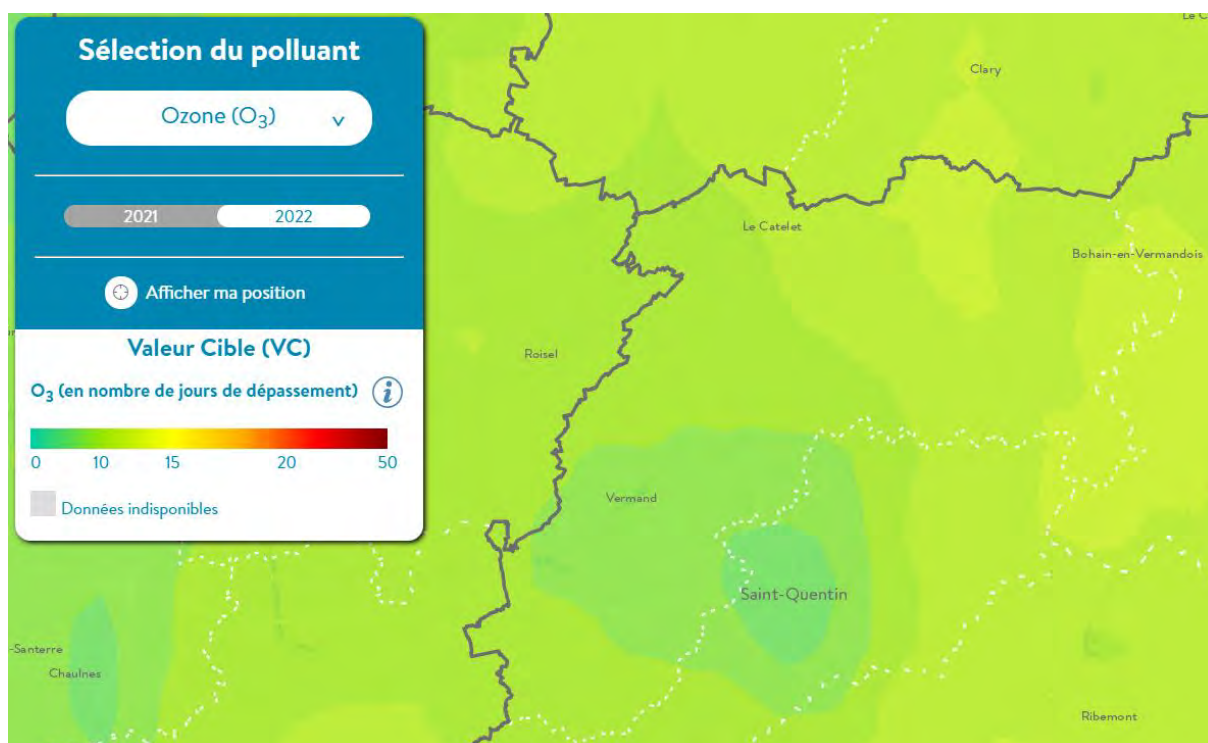 Sélection du polluant
Ozone (O3)
2021 2022
Afficher ma position
Valeur Cible (VC)
O3 (en nombre de jours de dépassement)
0 10 15 20 50
Données indisponibles
Clary
Le Catelet
Bohain-en-Vermandois
Roisel
Vermand
Saint-Quentin
-Santerre
Chaulnes
Ribemont